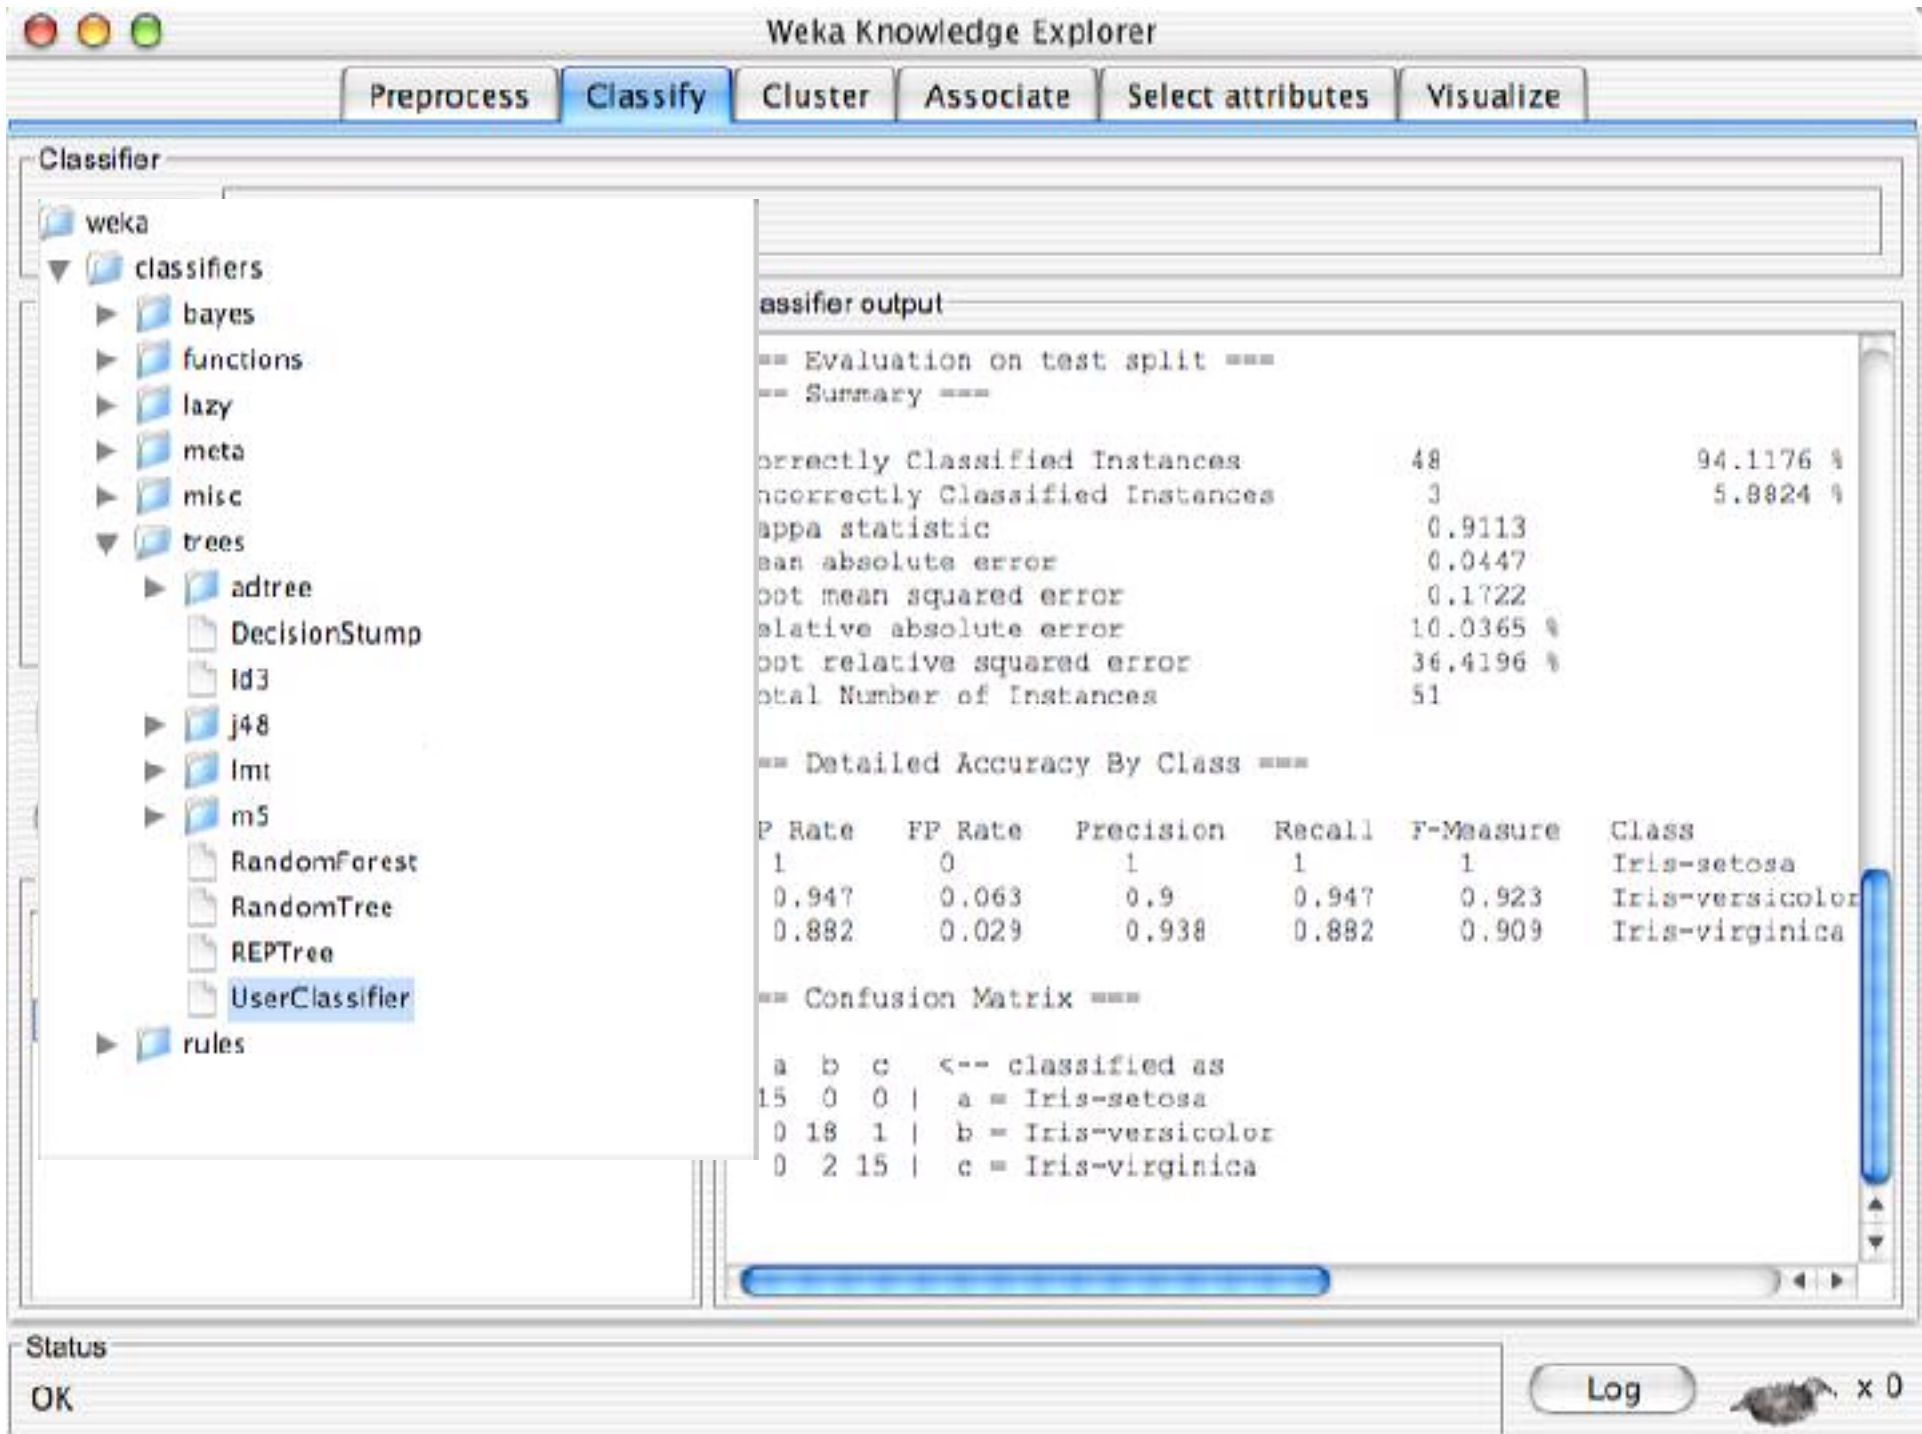 Weka Knowledge Explorer
Preprocess Classify Cluster Associate Select attributes Visualize
Classifier
weka
classifiers
bayes
functions
lazy
meta
misc
trees
adtree
DecisionStump
Id3
j48
lmt
m5
RandomForest
RandomTree
REPTree
UserClassifier
rules
assifier output
== Evaluation on test split ===
== Summary ===
orrectly Classified Instances 48 94.1176 %
ncorrectly Classified Instances 3 5.8824 %
appa statistic 0.9113
ean absolute error 0.0447
oot mean squared error 0.1722
elative absolute error 10.0365 %
oot relative squared error 36.4196 %
otal Number of Instances 51
== Detailed Accuracy By Class ===
P Rate FP Rate Precision Recall F-Measure Class
1 0 1 1 1 Iris-setosa
0.947 0.063 0.9 0.947 0.923 Iris-versicolor
0.882 0.029 0.938 0.882 0.909 Iris-virginica
== Confusion Matrix ===
a b c <-- classified as
15 0 0 | a = Iris-setosa
0 18 1 | b = Iris-versicolor
0 2 15 | c = Iris-virginica
Status
OK
Log
x 0